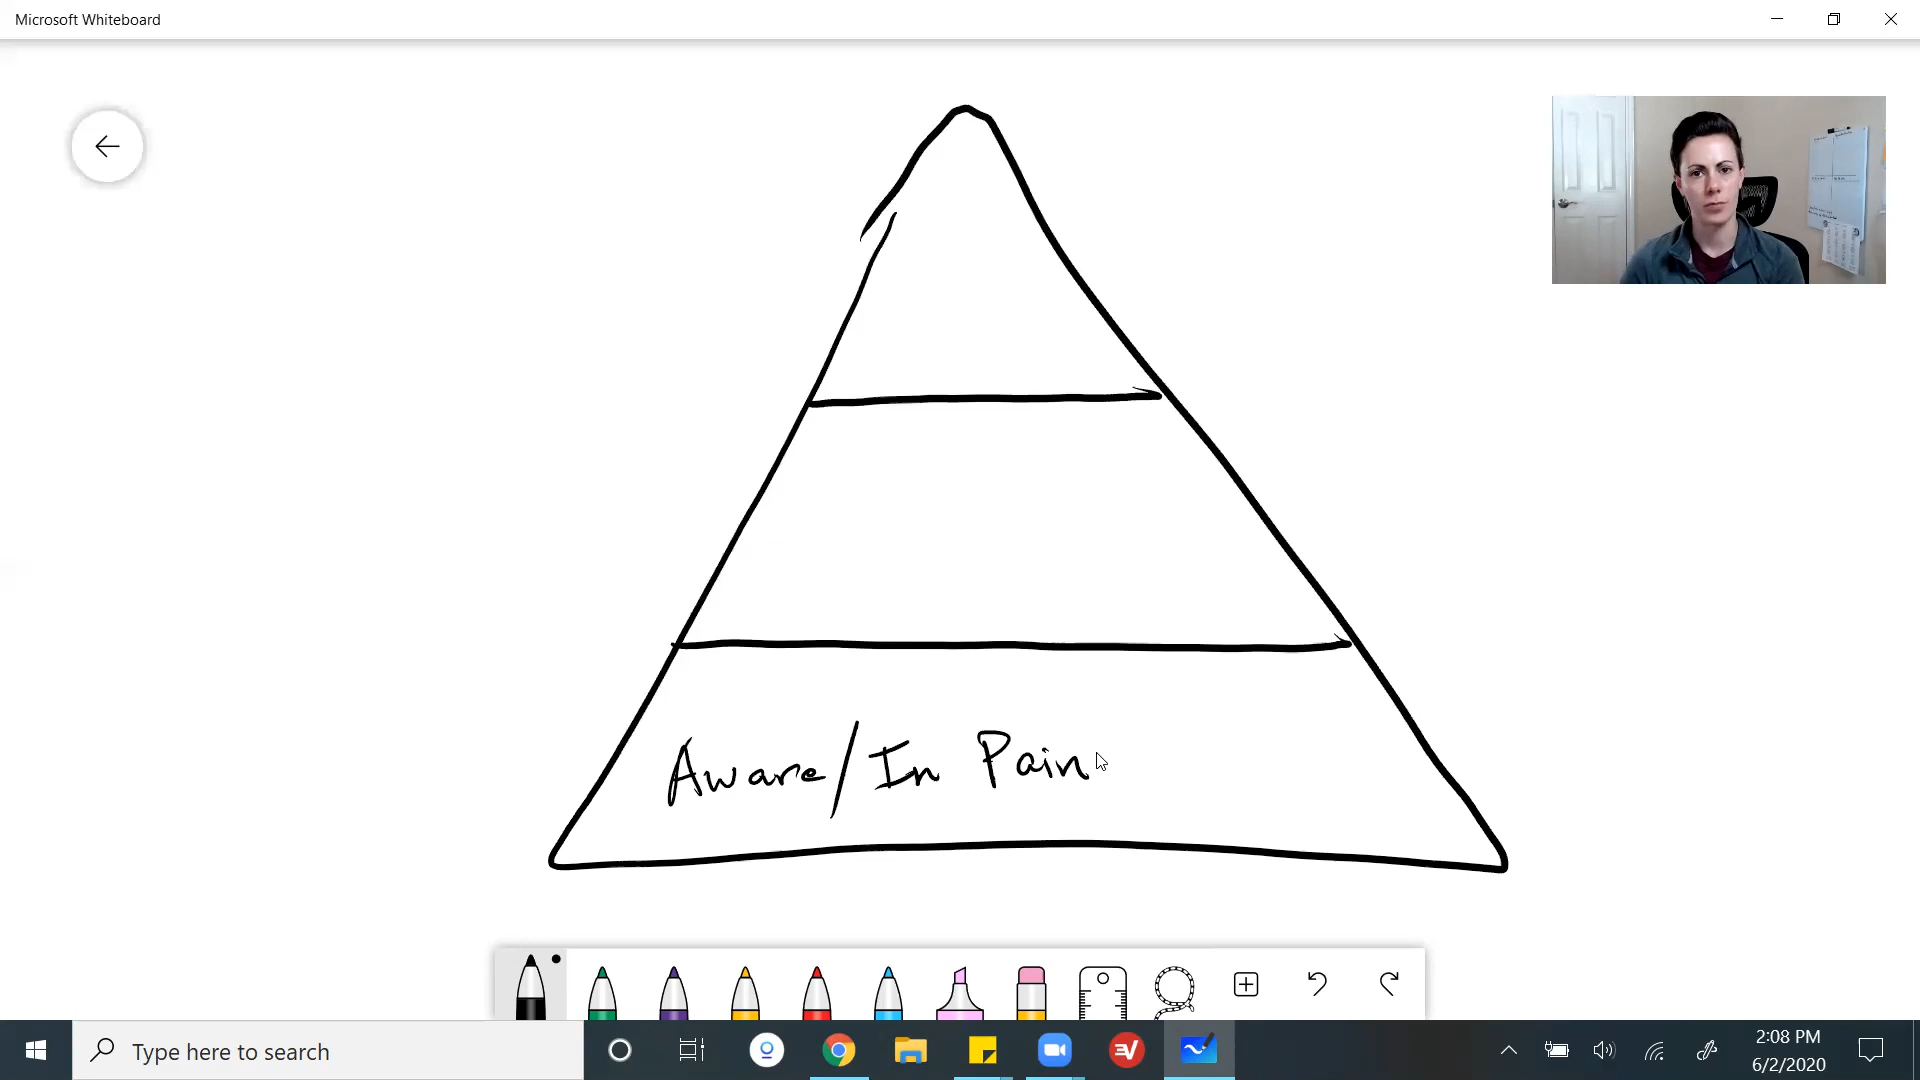 Microsoft Whiteboard
Aware/In Pain
Type here to search
2:08 PM
6/2/2020